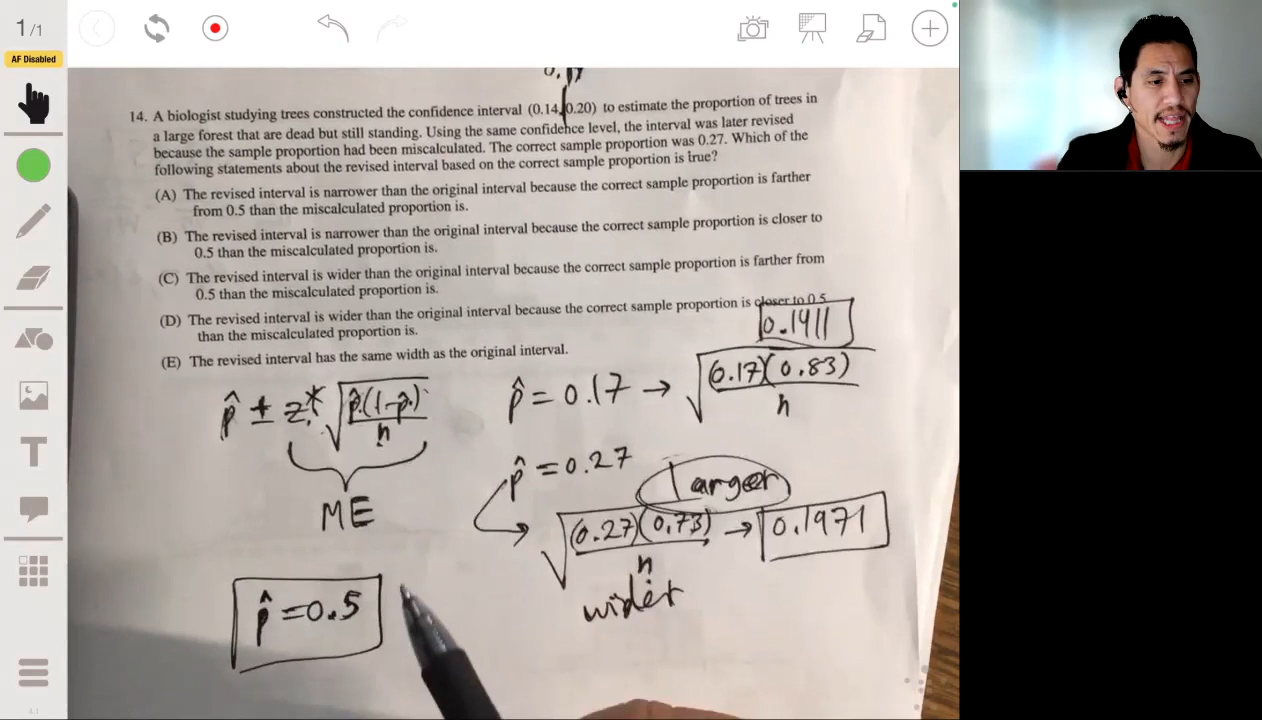 1/1
AF Disabled
T
4.1
0.17
14. A biologist studying trees constructed the confidence interval (0.14, 0.20) to estimate the proportion of trees in
a large forest that are dead but still standing. Using the same confidence level, the interval was later revised
because the sample proportion had been miscalculated. The correct sample proportion was 0.27. Which of the
following statements about the revised interval based on the correct sample proportion is true?
(A) The revised interval is narrower than the original interval because the correct sample proportion is farther
from 0.5 than the miscalculated proportion is.
(B) The revised interval is narrower than the original interval because the correct sample proportion is closer to
0.5 than the miscalculated proportion is.
(C) The revised interval is wider than the original interval because the correct sample proportion is farther from
0.5 than the miscalculated proportion is.
(D) The revised interval is wider than the original interval because the correct sample proportion is closer to 0.5
than the miscalculated proportion is.
(E) The revised interval has the same width as the original interval.
0.1411
p̂ ± z* √(p̂(1-p̂)/n)
ME
p̂ = 0.17 → √((0.17)(0.83)/n)
p̂ = 0.27
larger
√((0.27)(0.73)/n) → 0.1971
wider
p̂ = 0.5